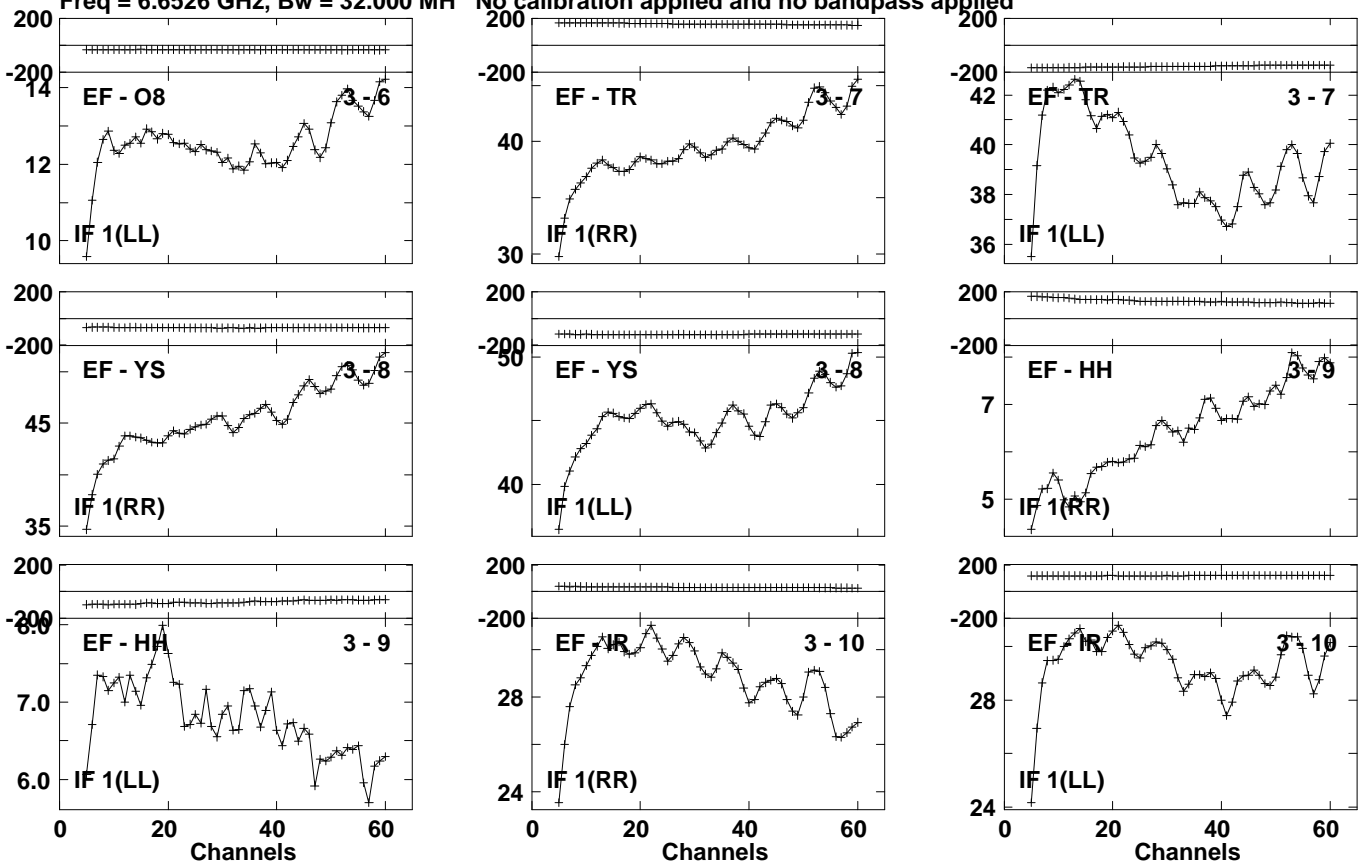 Freq = 6.6526 GHz, Bw = 32.000 MH No calibration applied and no bandpass applied
200 200 200
-200 -200 -200
14 EF - O8 3 - 6 EF - TR 3 - 7 42 EF - TR 3 - 7
40 40
12 38
10 IF 1(LL) 30 IF 1(RR) 36 IF 1(LL)
200 200 200
-200 -200 -200
EF - YS 3 - 8 50 EF - YS 3 - 8 EF - HH 3 - 9
45 7
40 5
35 IF 1(RR) IF 1(LL) IF 1(RR)
200 200 200
-200 -200 -200
8.0 EF - HH 3 - 9 EF - IR 3 - 10 EF - IR 3 - 10
7.0 28 28
6.0 IF 1(LL) 24 IF 1(RR) 24 IF 1(LL)
0 20 40 60 0 20 40 60 0 20 40 60
Channels Channels Channels